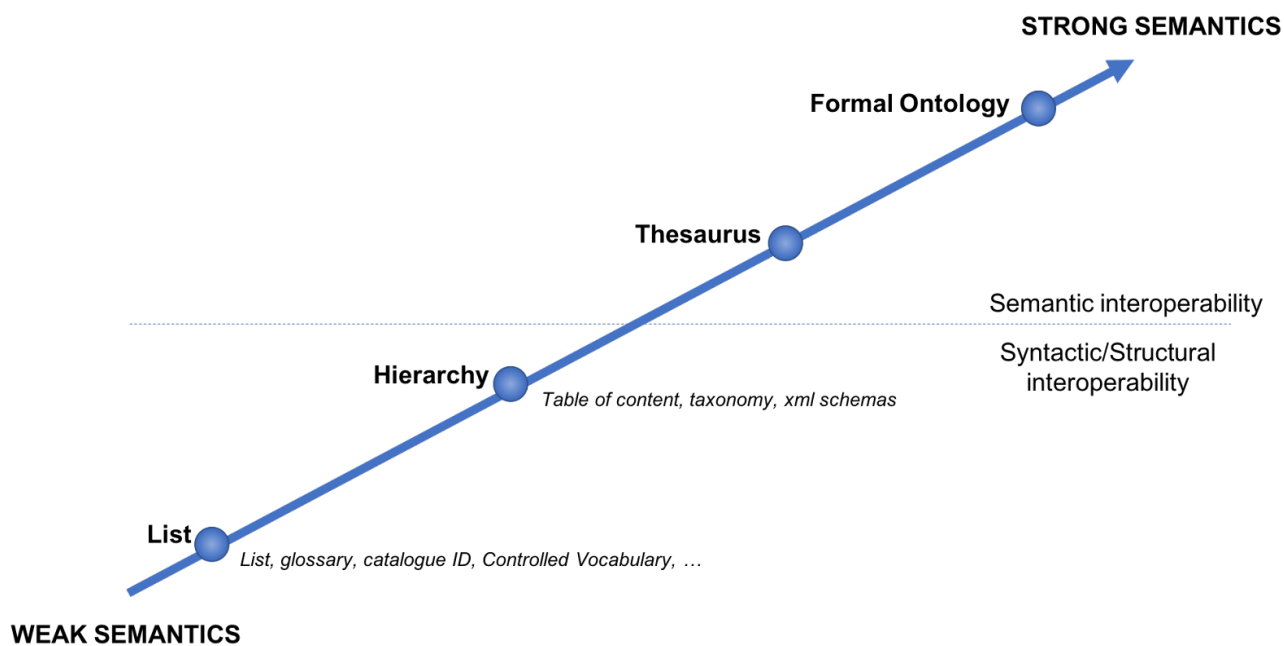 STRONG SEMANTICS
Formal Ontology
Thesaurus
Semantic interoperability
Syntactic/Structural
interoperability
Hierarchy
Table of content, taxonomy, xml schemas
List
List, glossary, catalogue ID, Controlled Vocabulary, …
WEAK SEMANTICS